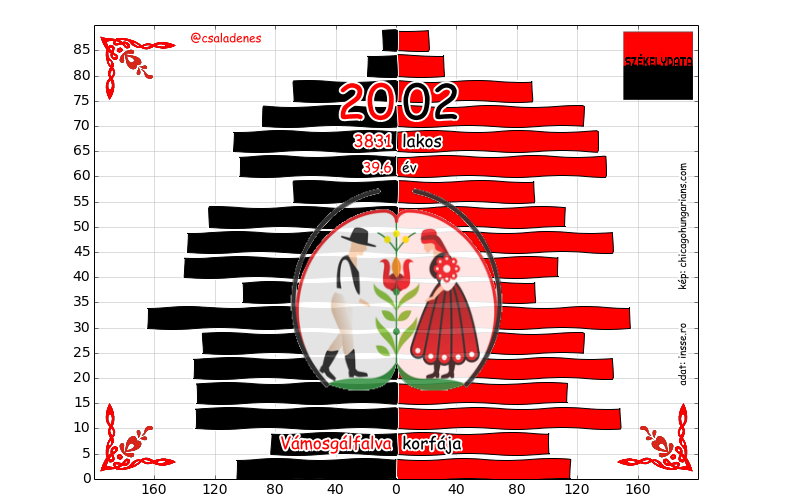 @csaladenes
SZÉKELYDATA
2002
3831 lakos
39.6 év
kép: chicagohungarians.com
adat: insse.ro
Vámosgálfalva korfája
85
80
75
70
65
60
55
50
45
40
35
30
25
20
15
10
5
0
160 120 80 40 0 40 80 120 160